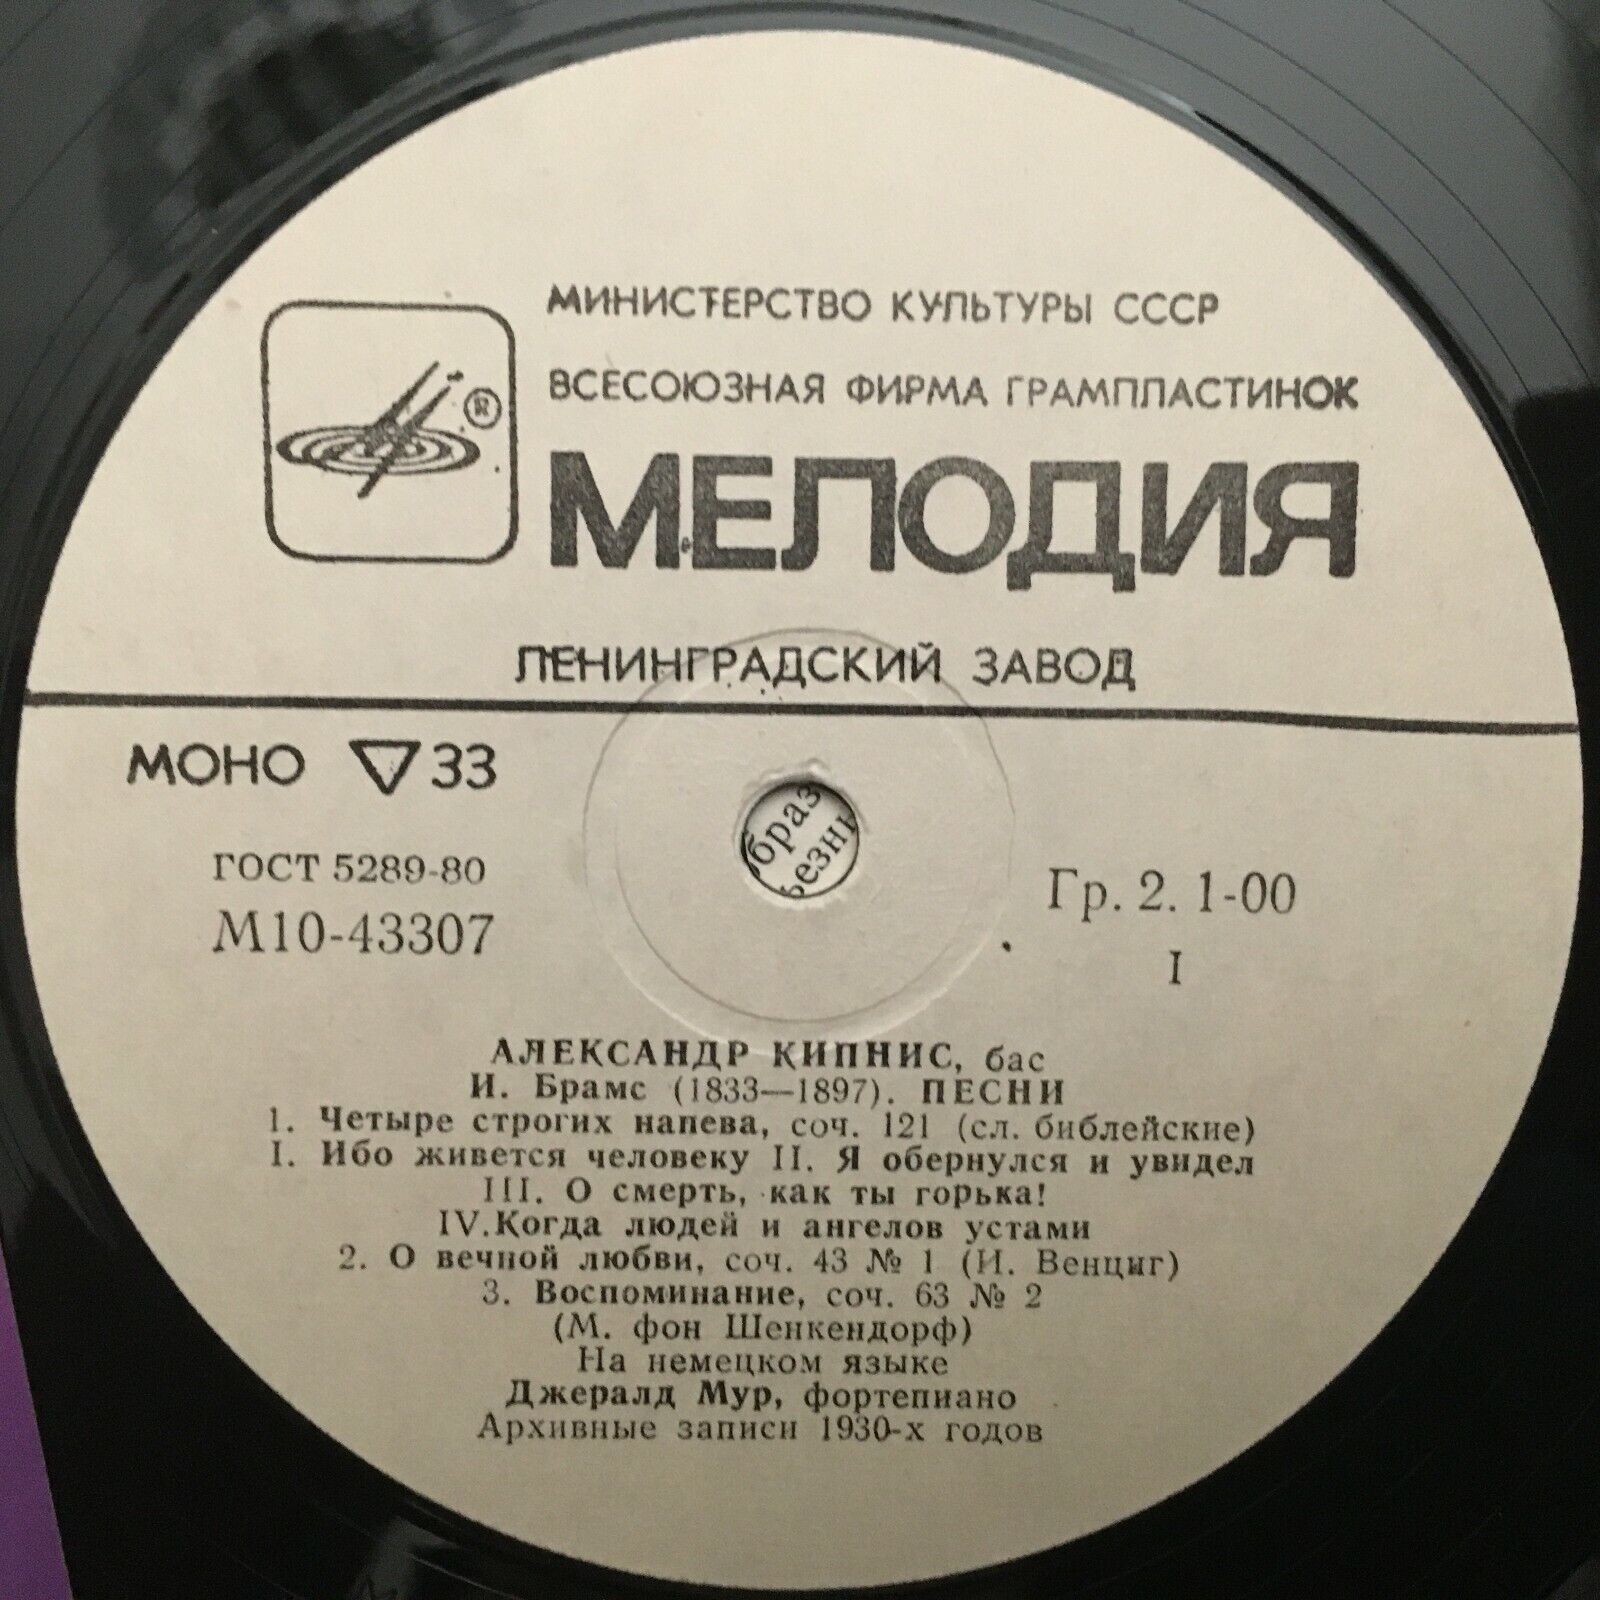 МИНИСТЕРСТВО КУЛЬТУРЫ СССР
ВСЕСОЮЗНАЯ ФИРМА ГРАМПЛАСТИНОК
®
МЕЛОДИЯ
ЛЕНИНГРАДСКИЙ ЗАВОД
МОНО ▽ 33
ГОСТ 5289-80
М10-43307
Гр. 2. 1-00
I
АЛЕКСАНДР КИПНИС, бас
И. Брамс (1833—1897). ПЕСНИ
1. Четыре строгих напева, соч. 121 (сл. библейские)
I. Ибо живется человеку II. Я обернулся и увидел
III. О смерть, как ты горька!
IV.Когда людей и ангелов устами
2. О вечной любви, соч. 43 № 1 (И. Венцыг)
3. Воспоминание, соч. 63 № 2
(М. фон Шенкендорф)
На немецком языке
Джералд Мур, фортепиано
Архивные записи 1930-х годов